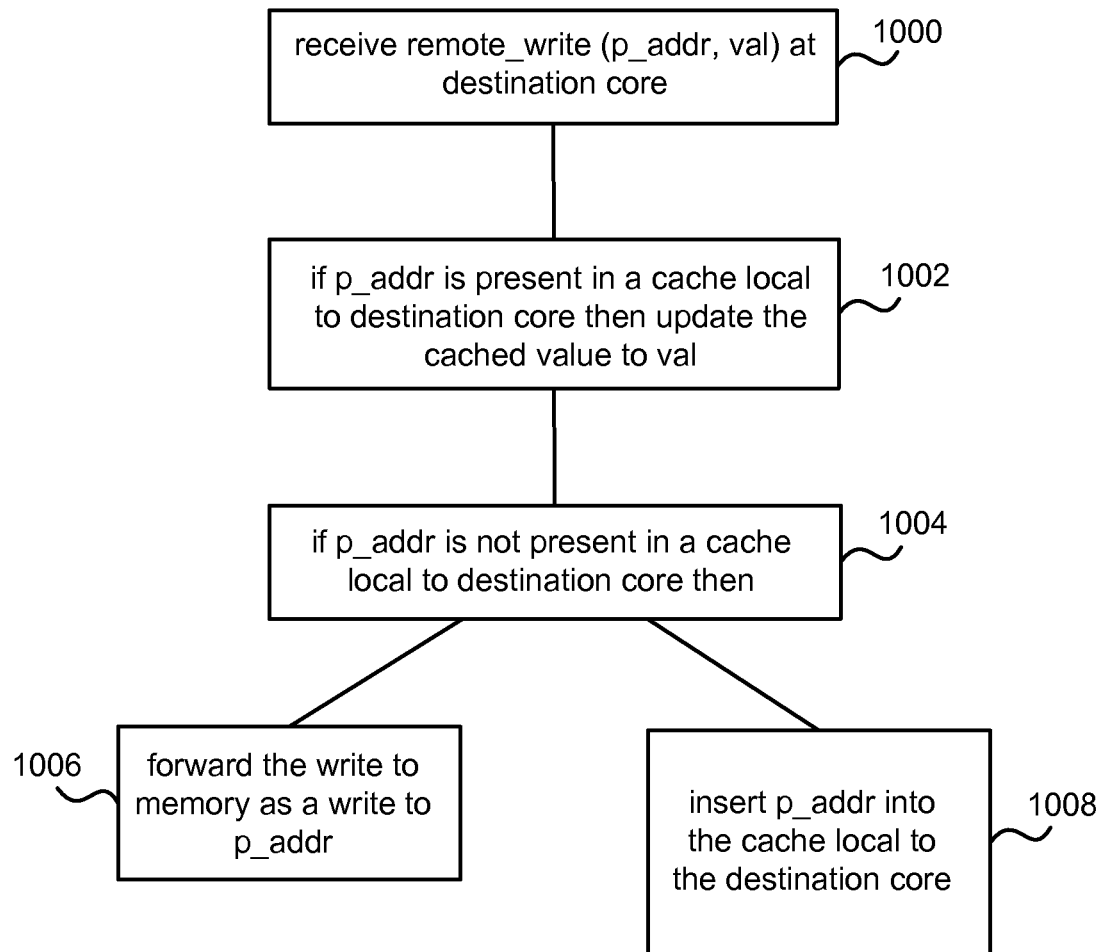 receive remote_write (p_addr, val) at
destination core
1000
if p_addr is present in a cache local
to destination core then update the
cached value to val
1002
if p_addr is not present in a cache
local to destination core then
1004
1006
forward the write to
memory as a write to
p_addr
insert p_addr into
the cache local to
the destination core
1008